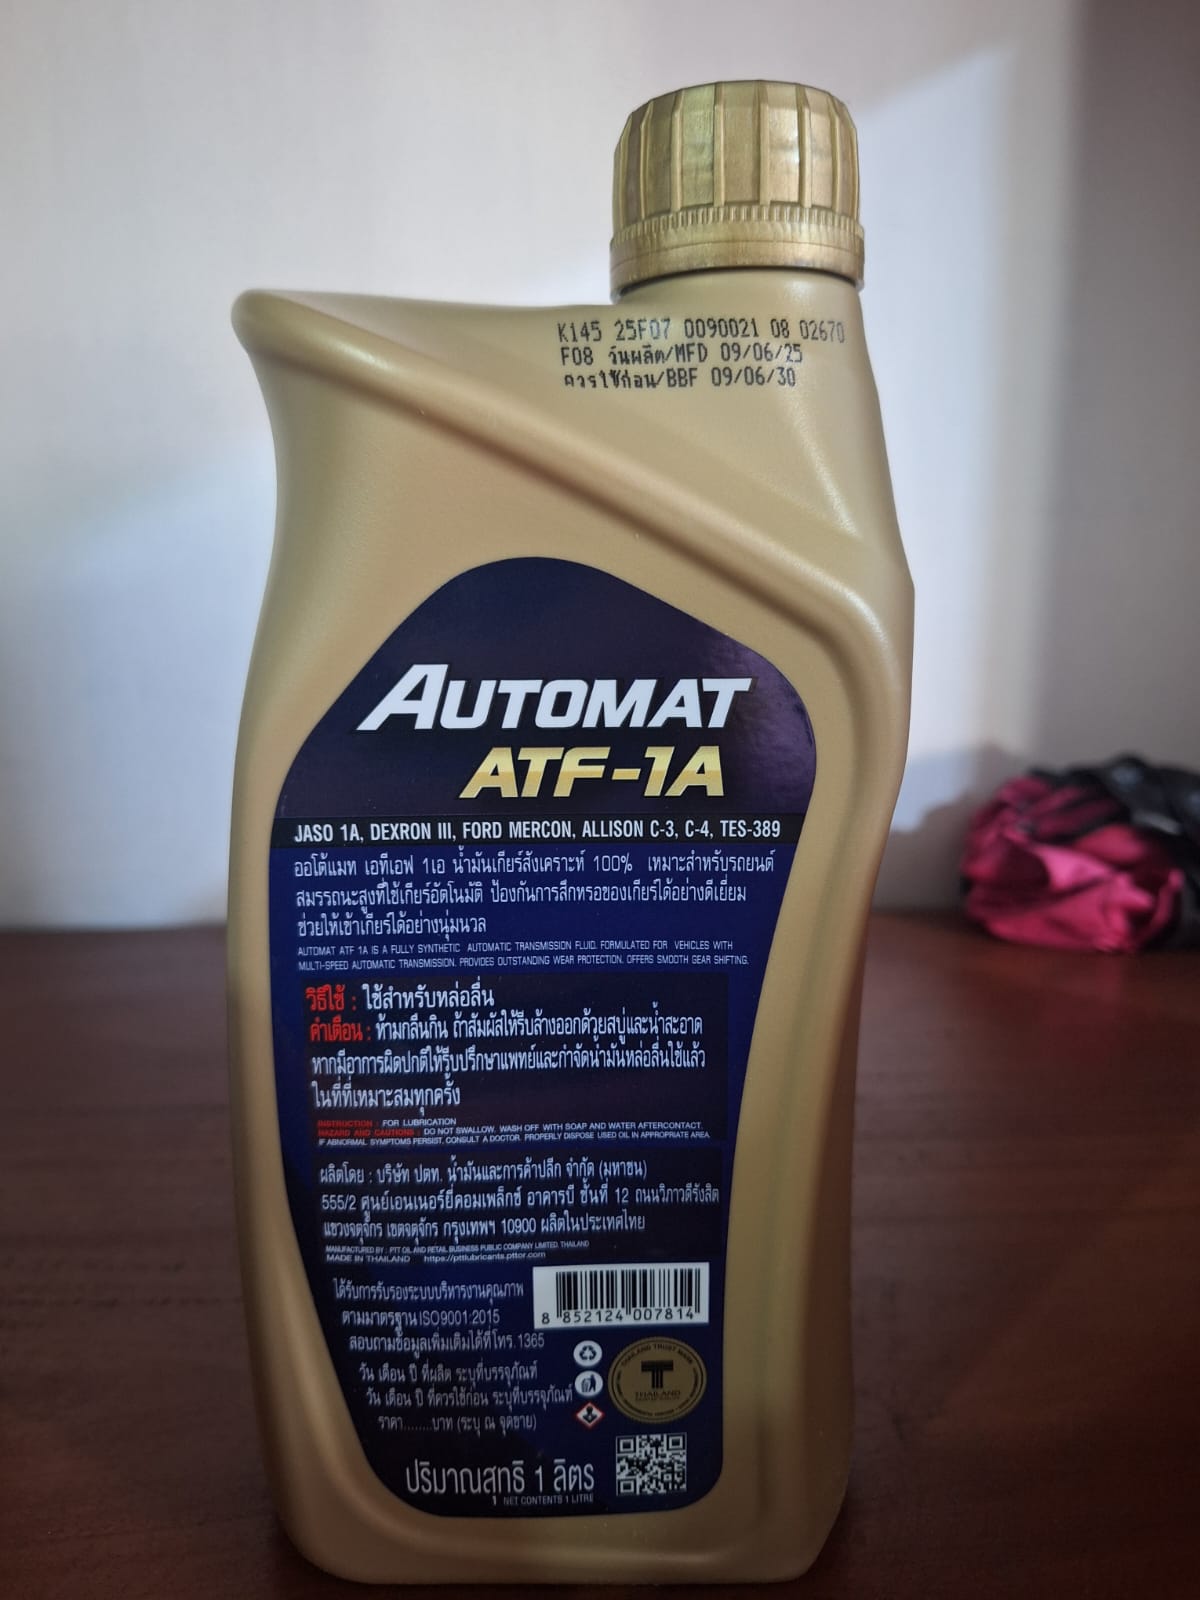 K145 25F07 0090021 08 02670
F08 วันผลิต/MFD 09/06/25
ควรใช้ก่อน/BBF 09/06/30
AUTOMAT
ATF-1A
JASO 1A, DEXRON III, FORD MERCON, ALLISON C-3, C-4, TES-389
ออโต้แมท เอทีเอฟ 1เอ น้ำมันเกียร์สังเคราะห์ 100% เหมาะสำหรับรถยนต์
สมรรถนะสูงที่ใช้เกียร์อัตโนมัติ ป้องกันการสึกหรอของเกียร์ได้อย่างดีเยี่ยม
ช่วยให้เข้าเกียร์ได้อย่างนุ่มนวล
AUTOMAT ATF 1A IS A FULLY SYNTHETIC AUTOMATIC TRANSMISSION FLUID. FORMULATED FOR VEHICLES WITH
MULTI-SPEED AUTOMATIC TRANSMISSION. PROVIDES OUTSTANDING WEAR PROTECTION. OFFERS SMOOTH GEAR SHIFTING.
วิธีใช้ : ใช้สำหรับหล่อลื่น
คำเตือน : ห้ามกลืนกิน ถ้าสัมผัสให้รีบล้างออกด้วยสบู่และน้ำสะอาด
หากมีอาการผิดปกติให้รีบปรึกษาแพทย์และกำจัดน้ำมันหล่อลื่นใช้แล้ว
ในที่ที่เหมาะสมทุกครั้ง
INSTRUCTION : FOR LUBRICATION
HAZARD AND CAUTIONS : DO NOT SWALLOW. WASH OFF WITH SOAP AND WATER AFTERCONTACT.
IF ABNORMAL SYMPTOMS PERSIST, CONSULT A DOCTOR. PROPERLY DISPOSE USED OIL IN APPROPRIATE AREA.
ผลิตโดย : บริษัท ปตท. น้ำมันและการค้าปลีก จำกัด (มหาชน)
555/2 ศูนย์เอนเนอร์ยี่คอมเพล็กซ์ อาคารบี ชั้นที่ 12 ถนนวิภาวดีรังสิต
แขวงจตุจักร เขตจตุจักร กรุงเทพฯ 10900 ผลิตในประเทศไทย
MANUFACTURED BY : PTT OIL AND RETAIL BUSINESS PUBLIC COMPANY LIMITED. THAILAND
MADE IN THAILAND https://pttlubricants.pttor.com
ได้รับการรับรองระบบบริหารงานคุณภาพ
ตามมาตรฐาน ISO9001:2015
สอบถามข้อมูลเพิ่มเติมได้ที่โทร. 1365
8 852124 007814
วัน เดือน ปี ที่ผลิต ระบุที่บรรจุภัณฑ์
วัน เดือน ปี ที่ควรใช้ก่อน ระบุที่บรรจุภัณฑ์
ราคา........บาท (ระบุ ณ จุดขาย)
THAILAND TRUST MARK
T
THAILAND
ปริมาณสุทธิ 1 ลิตร
NET CONTENTS 1 LITRE